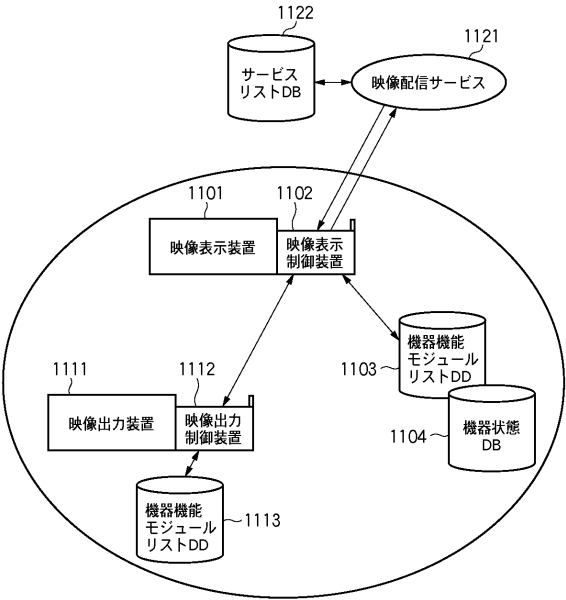 1122
サービス
リストDB
1121
映像配信サービス
1101
映像表示装置
1102
映像表示
制御装置
機器機能
モジュール
リストDD
1103
機器状態
DB
1104
1111
映像出力装置
1112
映像出力
制御装置
機器機能
モジュール
リストDD
1113